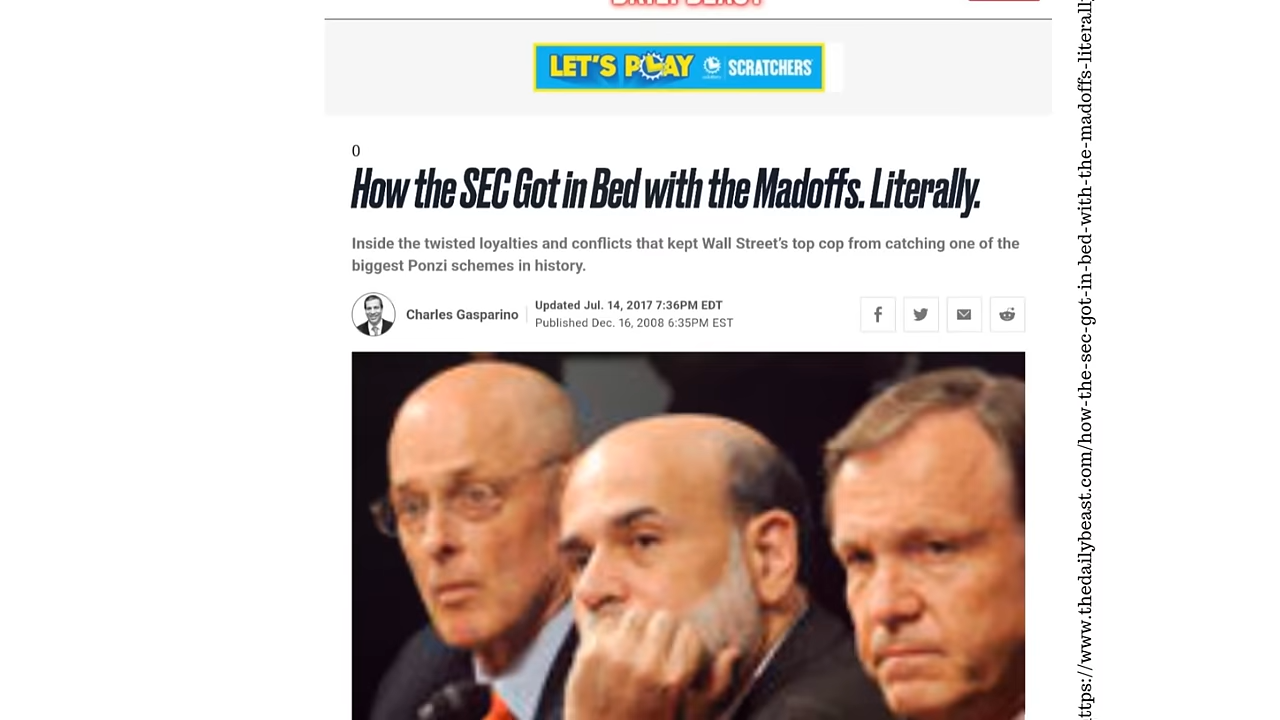 BRIEF BEAST
LET'S PLAY SCRATCHERS
0
How the SEC Got in Bed with the Madoffs. Literally.
Inside the twisted loyalties and conflicts that kept Wall Street's top cop from catching one of the
biggest Ponzi schemes in history.
Charles Gasparino
Updated Jul. 14, 2017 7:36PM EDT
Published Dec. 16, 2008 6:35PM EST
ttps://www.thedailybeast.com/how-the-sec-got-in-bed-with-the-madoffs-literally